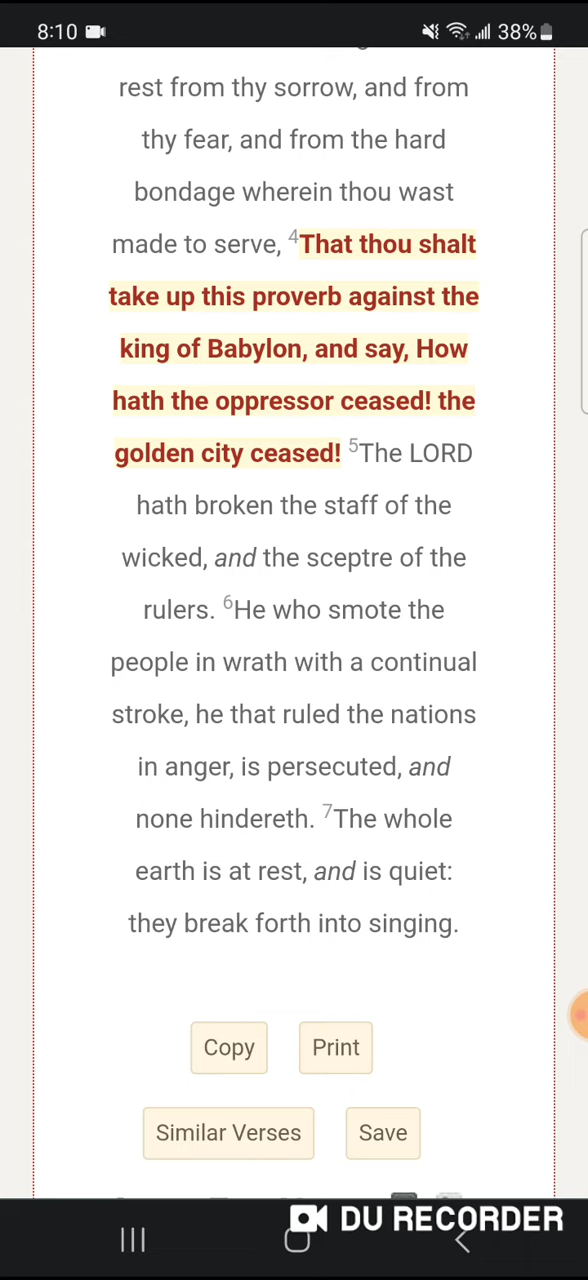 8:10 38%
rest from thy sorrow, and from
thy fear, and from the hard
bondage wherein thou wast
made to serve, 4That thou shalt
take up this proverb against the
king of Babylon, and say, How
hath the oppressor ceased! the
golden city ceased! 5The LORD
hath broken the staff of the
wicked, and the sceptre of the
rulers. 6He who smote the
people in wrath with a continual
stroke, he that ruled the nations
in anger, is persecuted, and
none hindereth. 7The whole
earth is at rest, and is quiet:
they break forth into singing.
Copy Print
Similar Verses Save
DU RECORDER